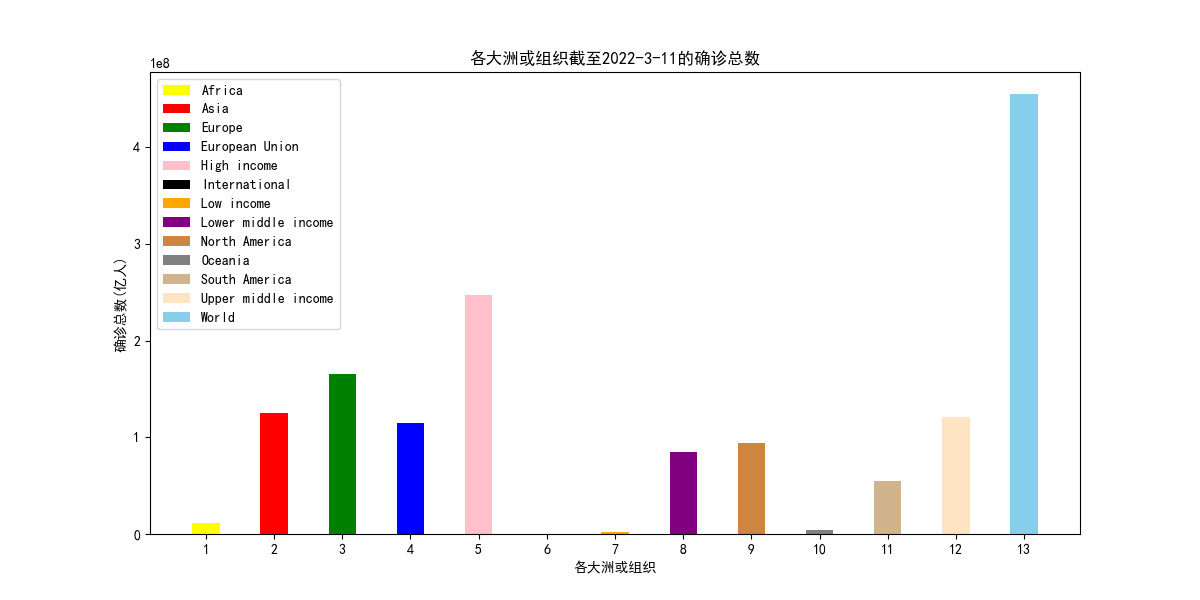 各大洲或组织截至2022-3-11的确诊总数
1e8
Africa
Asia
Europe
European Union
High income
International
Low income
Lower middle income
North America
Oceania
South America
Upper middle income
World
4
3
2
1
0
确诊总数(亿人)
1 2 3 4 5 6 7 8 9 10 11 12 13
各大洲或组织